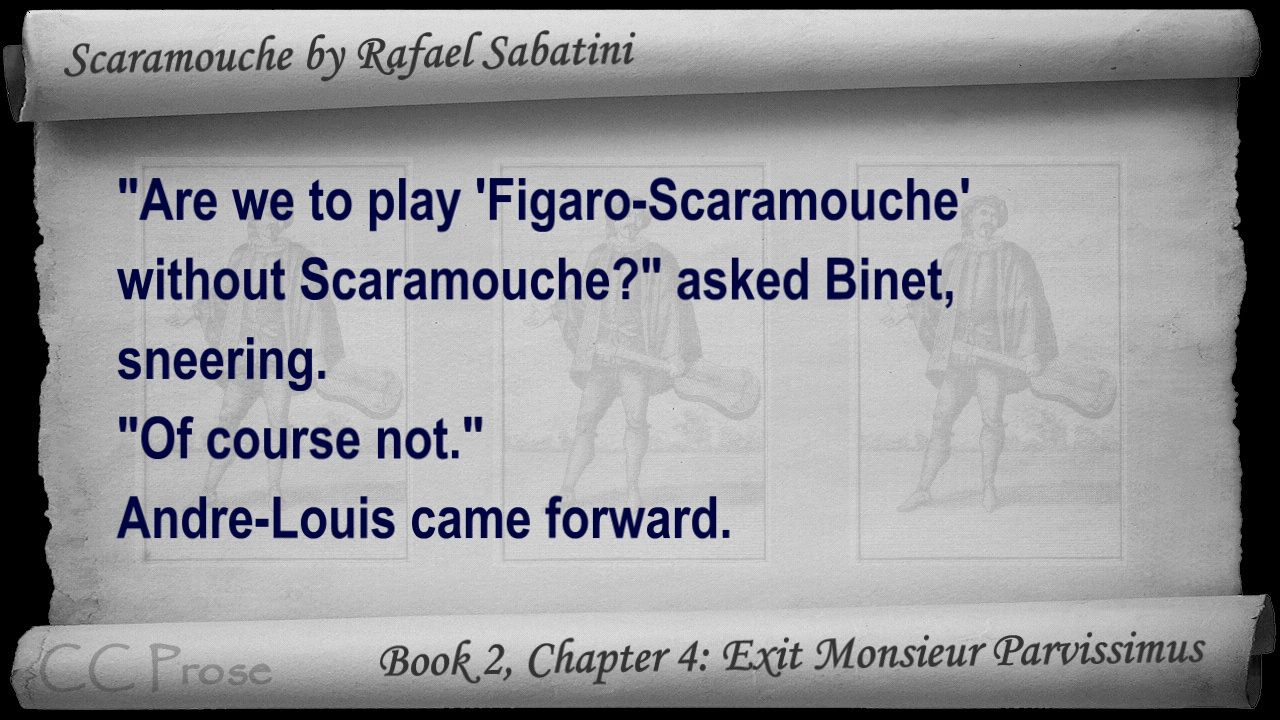 Scaramouche by Rafael Sabatini
"Are we to play 'Figaro-Scaramouche'
without Scaramouche?" asked Binet,
sneering.
"Of course not."
Andre-Louis came forward.
CC Prose
Book 2, Chapter 4: Exit Monsieur Parvissimus